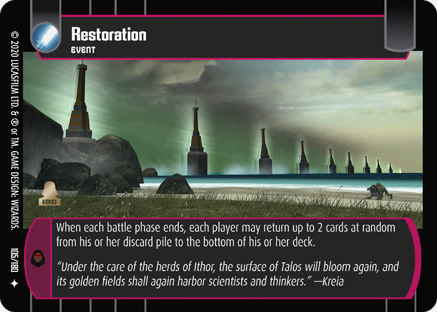 Restoration
EVENT
© 2020 LUCASFILM LTD. & ® or TM. GAME DESIGN: WIZARDS.
IDC
When each battle phase ends, each player may return up to 2 cards at random
from his or her discard pile to the bottom of his or her deck.
"Under the care of the herds of Ithor, the surface of Talos will bloom again, and
its golden fields shall again harbor scientists and thinkers." —Kreia